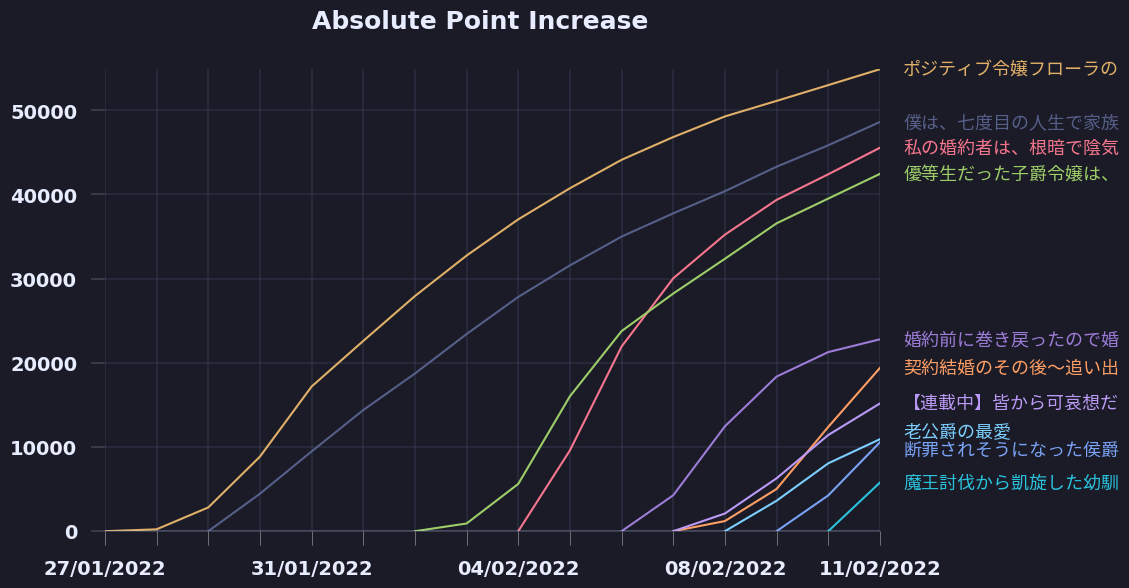 Absolute Point Increase
ポジティブ令嬢フローラの
50000
僕は、七度目の人生で家族
私の婚約者は、根暗で陰気
優等生だった子爵令嬢は、
40000
30000
婚約前に巻き戻ったので婚
20000
契約結婚のその後〜追い出
【連載中】皆から可哀想だ
老公爵の最愛
10000
断罪されそうになった侯爵
魔王討伐から凱旋した幼馴
0
27/01/2022 31/01/2022 04/02/2022 08/02/2022 11/02/2022